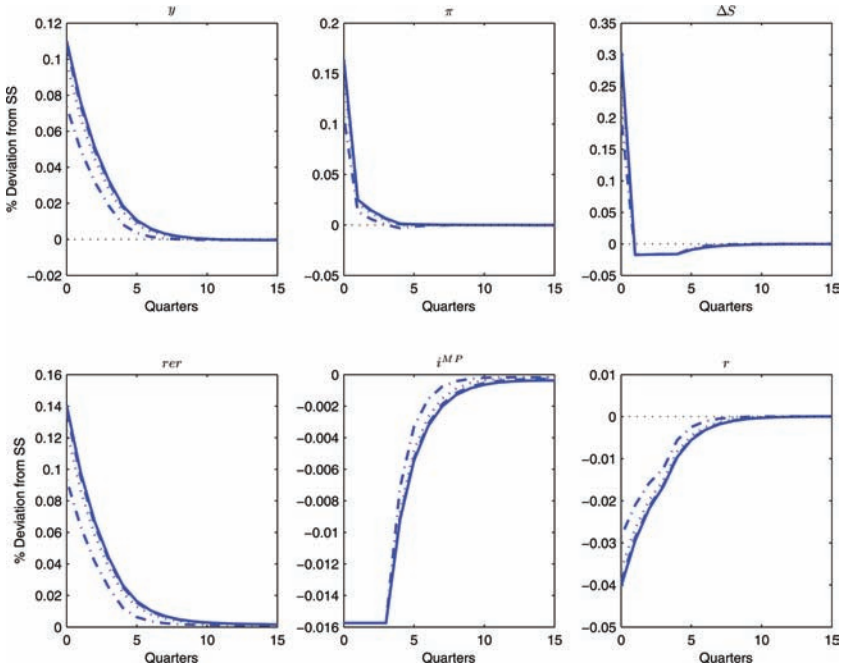 y
π
ΔS
% Deviation from SS
0.12
0.1
0.08
0.06
0.04
0.02
0
−0.02
0 5 10 15
Quarters
0.2
0.15
0.1
0.05
0
−0.05
0 5 10 15
Quarters
0.35
0.3
0.25
0.2
0.15
0.1
0.05
0
−0.05
0 5 10 15
Quarters
rer
i^{MP}
r
% Deviation from SS
0.16
0.14
0.12
0.1
0.08
0.06
0.04
0.02
0
0 5 10 15
Quarters
0
−0.002
−0.004
−0.006
−0.008
−0.01
−0.012
−0.014
−0.016
0 5 10 15
Quarters
0.01
0
−0.01
−0.02
−0.03
−0.04
−0.05
0 5 10 15
Quarters